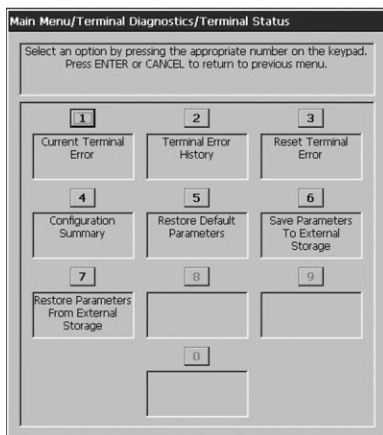 Main Menu/Terminal Diagnostics/Terminal Status
Select an option by pressing the appropriate number on the keypad.
Press ENTER or CANCEL to return to previous menu.
1
2
3
Current Terminal
Error
Terminal Error
History
Reset Terminal
Error
4
5
6
Configuration
Summary
Restore Default
Parameters
Save Parameters
To External
Storage
7
8
9
Restore Parameters
From External
Storage
0